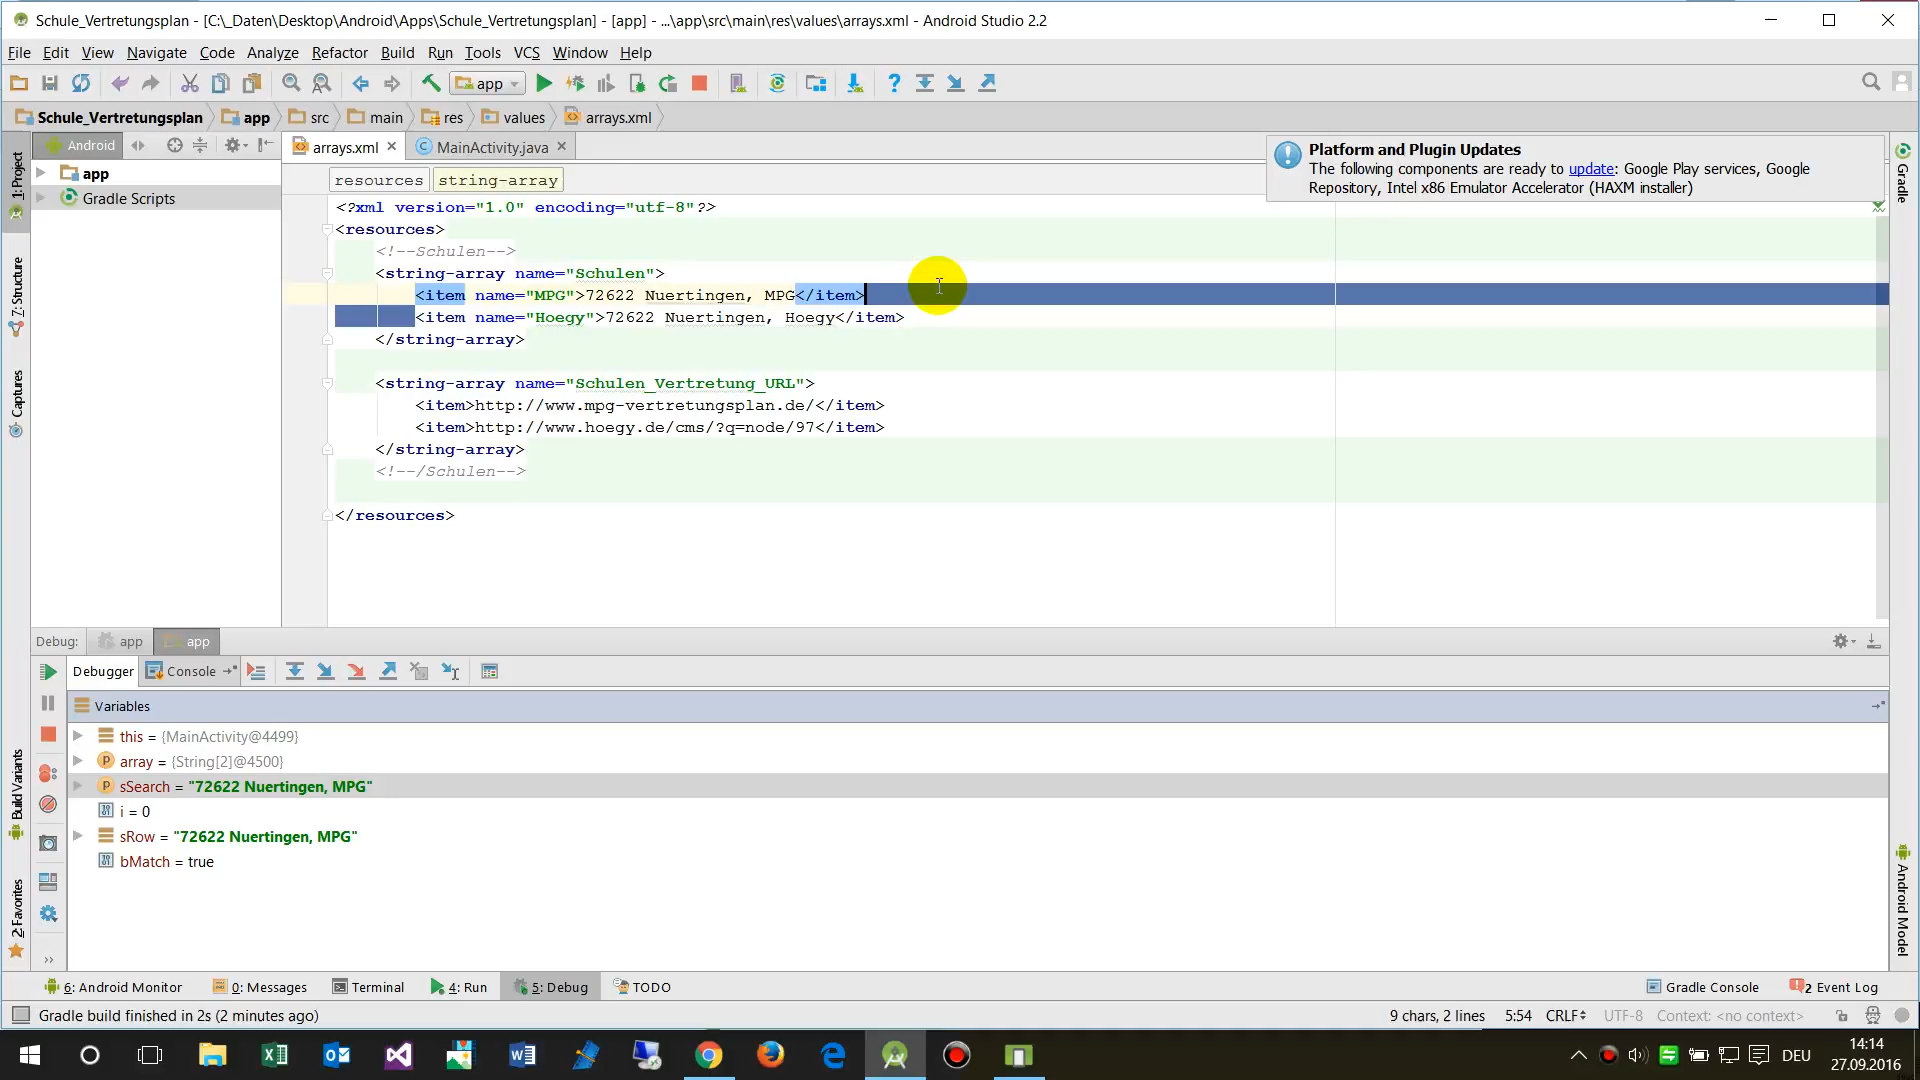 Schule_Vertretungsplan - [C:\_Daten\Desktop\Android\Apps\Schule_Vertretungsplan] - [app] - ...\app\src\main\res\values\arrays.xml - Android Studio 2.2
File Edit View Navigate Code Analyze Refactor Build Run Tools VCS Window Help
app
Schule_Vertretungsplan app src main res values arrays.xml
Android
arrays.xml MainActivity.java
app
Gradle Scripts
resources string-array
Platform and Plugin Updates
The following components are ready to update: Google Play services, Google
Repository, Intel x86 Emulator Accelerator (HAXM installer)
1: Project
7: Structure
Captures
Build Variants
2: Favorites
Gradle
Android Model
<?xml version="1.0" encoding="utf-8"?>
<resources>
<!--Schulen-->
<string-array name="Schulen">
<item name="MPG">72622 Nuertingen, MPG</item>
<item name="Hoegy">72622 Nuertingen, Hoegy</item>
</string-array>
<string-array name="Schulen_Vertretung_URL">
<item>http://www.mpg-vertretungsplan.de/</item>
<item>http://www.hoegy.de/cms/?q=node/97</item>
</string-array>
<!--/Schulen-->
</resources>
Debug: app app
Debugger Console
Variables
this = {MainActivity@4499}
array = {String[2]@4500}
sSearch = "72622 Nuertingen, MPG"
i = 0
sRow = "72622 Nuertingen, MPG"
bMatch = true
6: Android Monitor 0: Messages Terminal 4: Run 5: Debug TODO Gradle Console 2 Event Log
Gradle build finished in 2s (2 minutes ago) 9 chars, 2 lines 5:54 CRLF UTF-8 Context: <no context>
DEU
14:14
27.09.2016